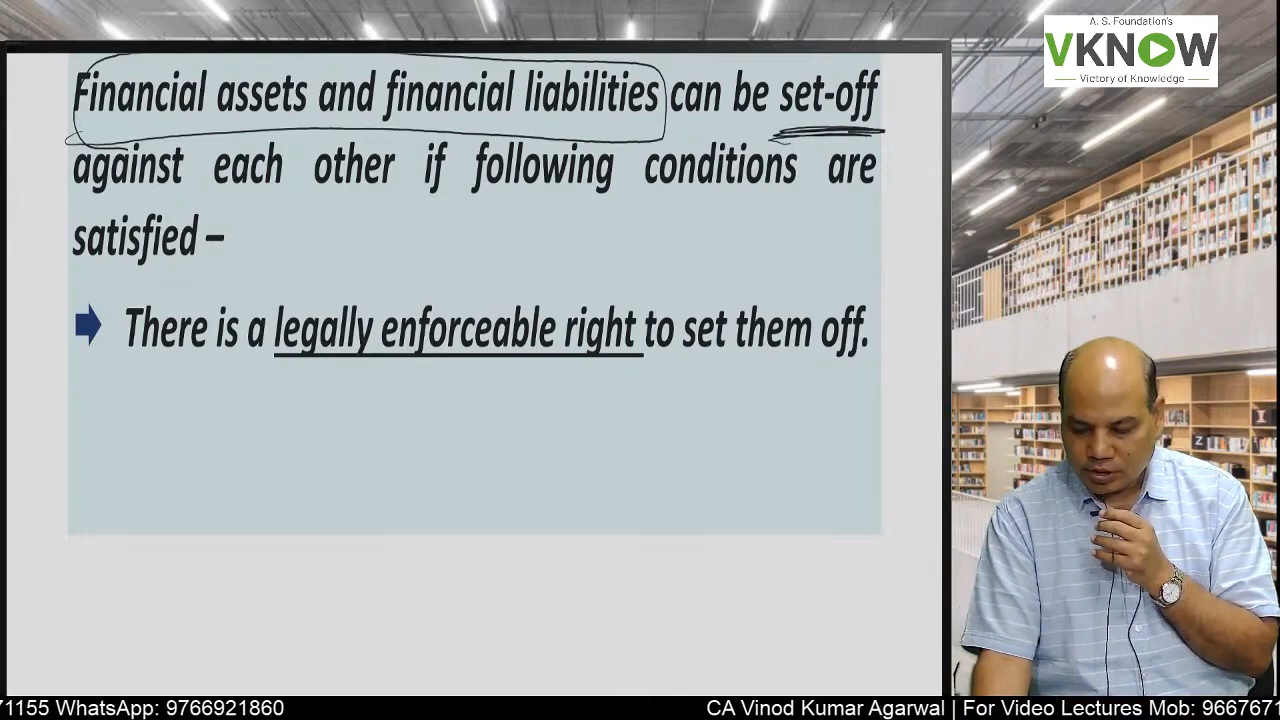 A. S. Foundation's
VKNOW
Victory of Knowledge
Financial assets and financial liabilities can be set-off
against each other if following conditions are
satisfied –
There is a legally enforceable right to set them off.
71155 WhatsApp: 9766921860
CA Vinod Kumar Agarwal | For Video Lectures Mob: 9667671